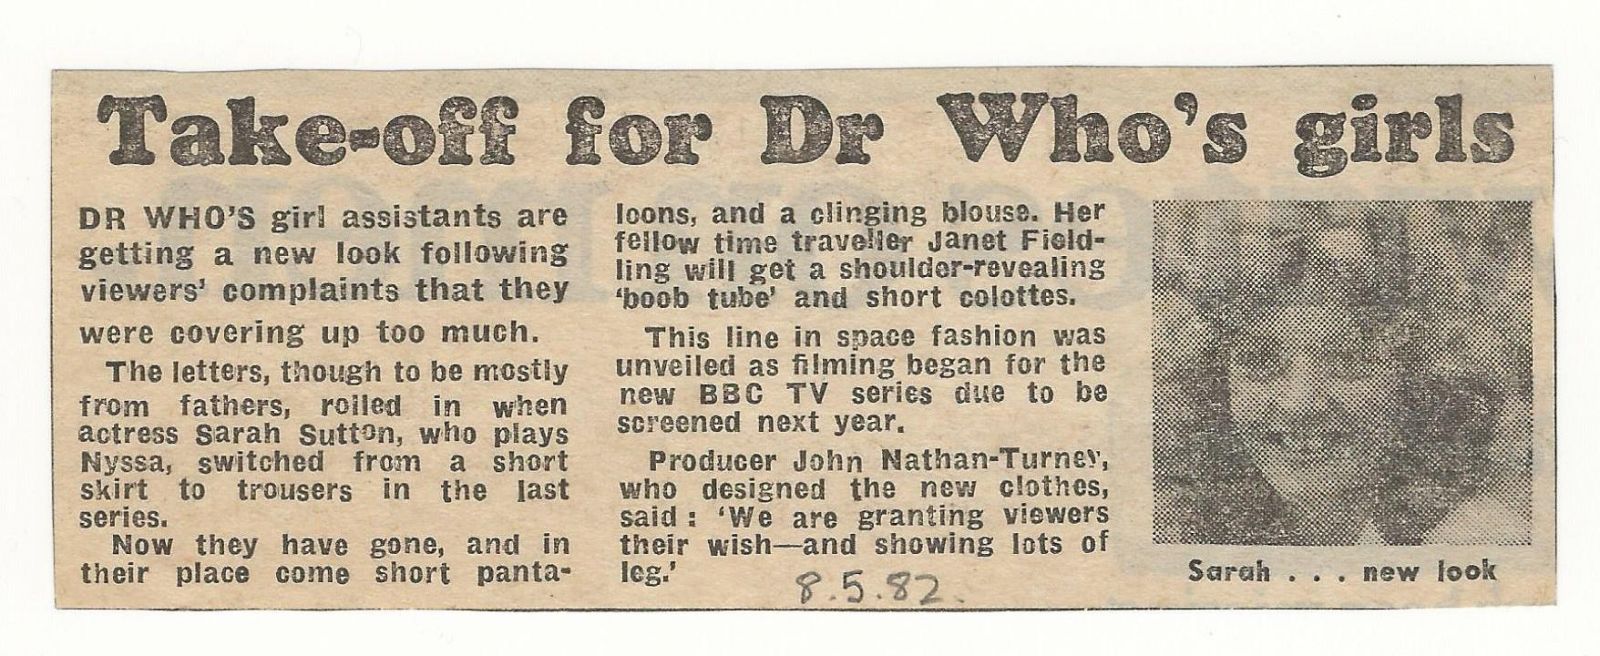 Take-off for Dr Who's girls
DR WHO'S girl assistants are
getting a new look following
viewers' complaints that they
were covering up too much.
The letters, though to be mostly
from fathers, rolled in when
actress Sarah Sutton, who plays
Nyssa, switched from a short
skirt to trousers in the last
series.
Now they have gone, and in
their place come short panta-
loons, and a clinging blouse. Her
fellow time traveller Janet Field-
ling will get a shoulder-revealing
'boob tube' and short colottes.
This line in space fashion was
unveiled as filming began for the
new BBC TV series due to be
screened next year.
Producer John Nathan-Turney,
who designed the new clothes,
said : 'We are granting viewers
their wish—and showing lots of
leg.'
8.5.82.
Sarah . . . new look